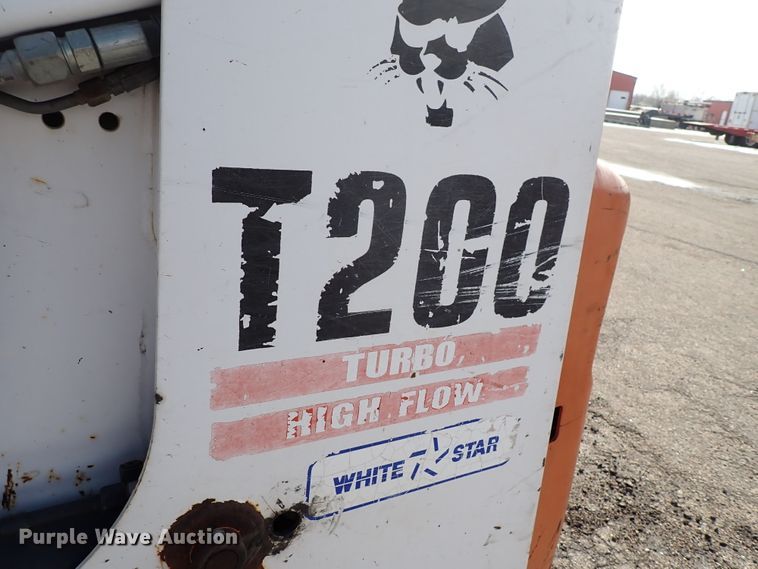 T200
TURBO
HIGH FLOW
WHITE STAR
Purple Wave Auction